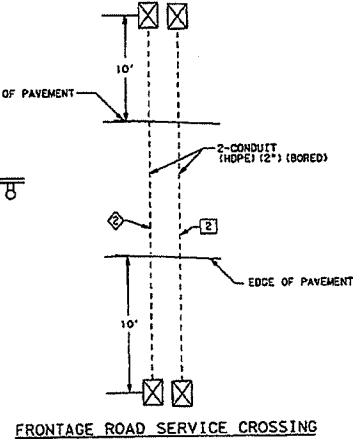 10'
OF PAVEMENT
2-CONDUIT
(HDPE) (2") (BORED)
2
2
EDGE OF PAVEMENT
10'
FRONTAGE ROAD SERVICE CROSSING